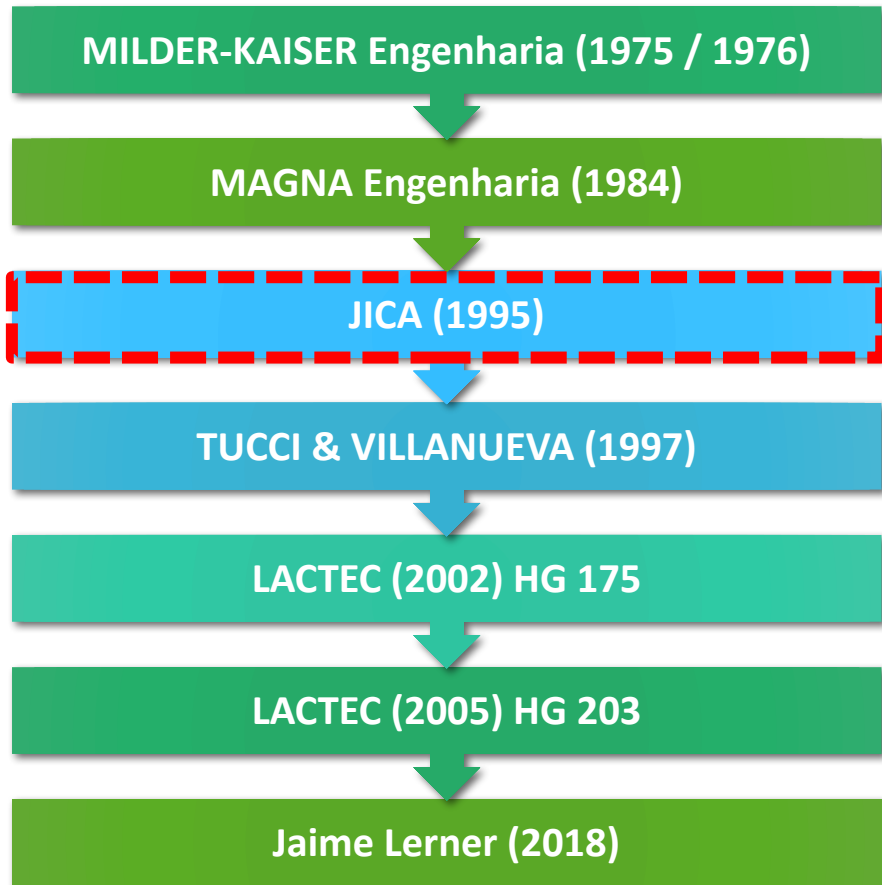 MILDER-KAISER Engenharia (1975 / 1976)
MAGNA Engenharia (1984)
JICA (1995)
TUCCI & VILLANUEVA (1997)
LACTEC (2002) HG 175
LACTEC (2005) HG 203
Jaime Lerner (2018)